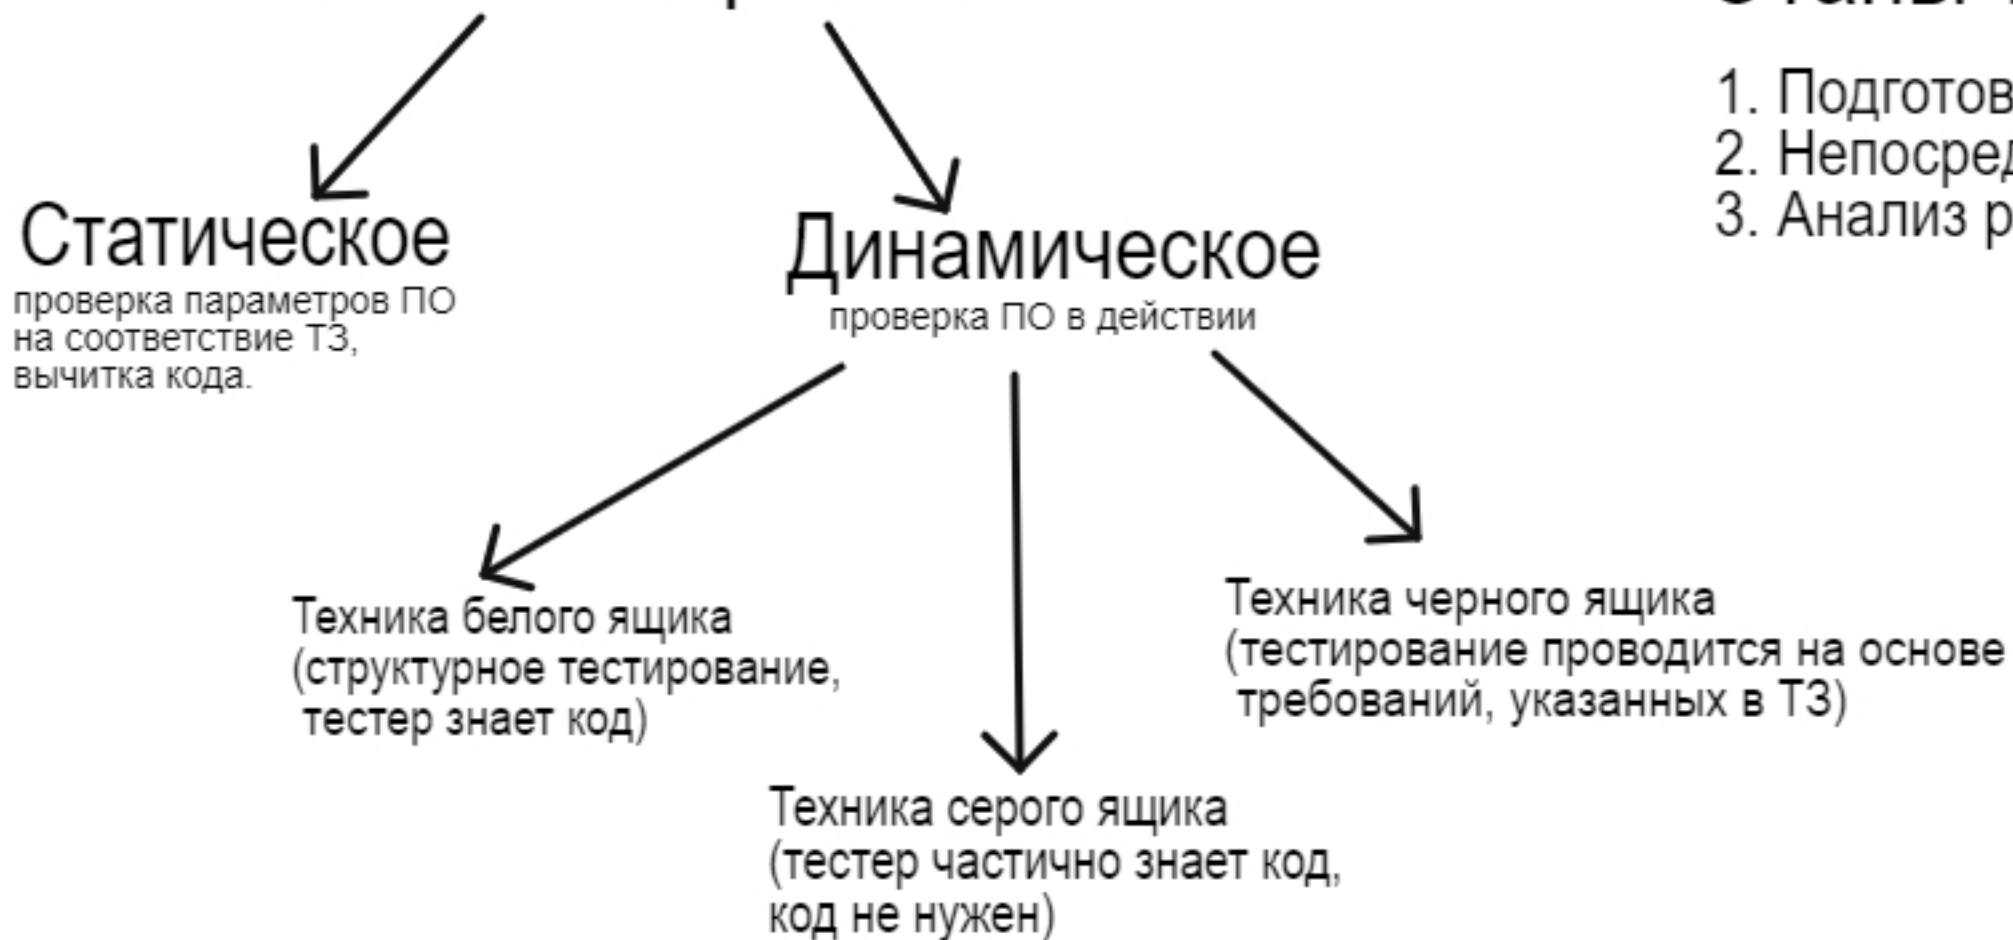 Статическое
проверка параметров ПО
на соответствие ТЗ,
вычитка кода.
Динамическое
проверка ПО в действии
Техника белого ящика
(структурное тестирование,
тестер знает код)
Техника серого ящика
(тестер частично знает код,
код не нужен)
Техника черного ящика
(тестирование проводится на основе
требований, указанных в ТЗ)
1. Подготов
2. Непосред
3. Анализ р